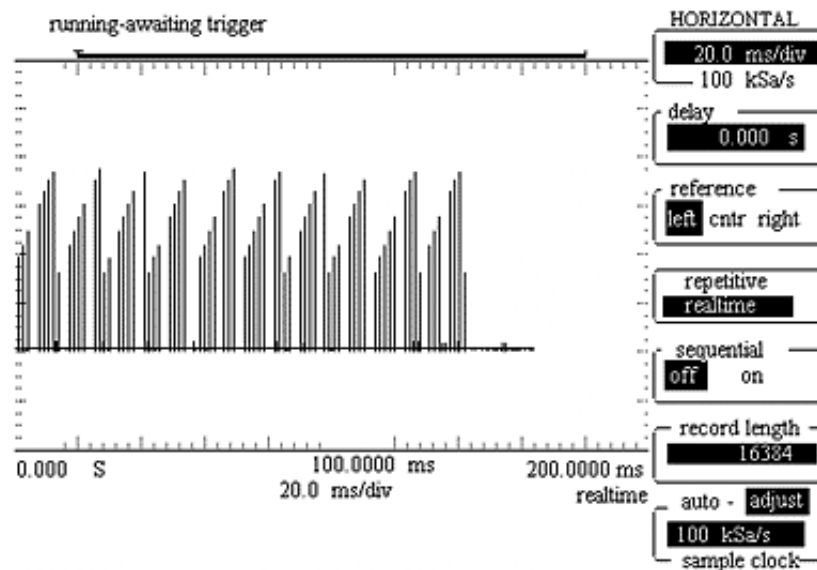 running-awaiting trigger
0.000 S
100.0000 ms
200.0000 ms
20.0 ms/div
realtime
HORIZONTAL
20.0 ms/div
100 kSa/s
delay
0.000 s
reference
left cntr right
repetitive
realtime
sequential
off on
record length
16384
auto - adjust
100 kSa/s
sample clock